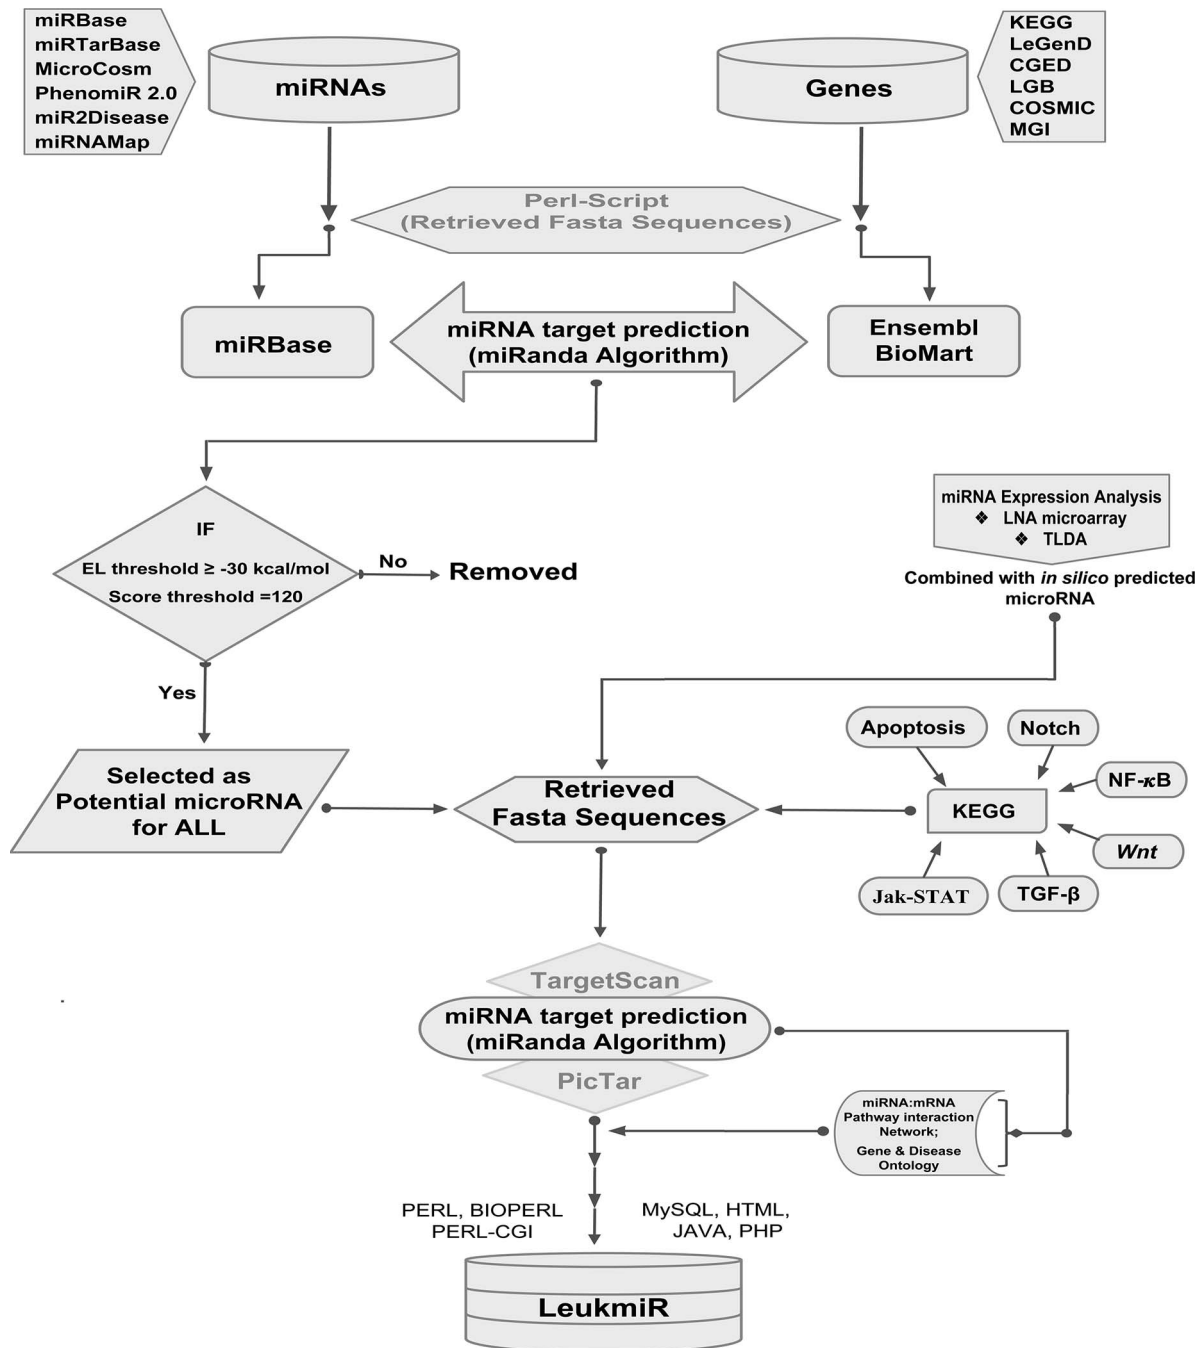 miRBase
miRTarBase
MicroCosm
PhenomiR 2.0
miR2Disease
miRNAMap
miRNAs
Genes
KEGG
LeGenD
CGED
LGB
COSMIC
MGI
Perl-Script
(Retrieved Fasta Sequences)
miRBase
miRNA target prediction
(miRanda Algorithm)
Ensembl
BioMart
IF
EL threshold ≥ -30 kcal/mol
Score threshold =120
No
Removed
Yes
miRNA Expression Analysis
❖ LNA microarray
❖ TLDA
Combined with in silico predicted
microRNA
Selected as
Potential microRNA
for ALL
Retrieved
Fasta Sequences
Apoptosis
Notch
NF-κB
KEGG
Wnt
Jak-STAT
TGF-β
TargetScan
miRNA target prediction
(miRanda Algorithm)
PicTar
miRNA:mRNA
Pathway interaction
Network;
Gene & Disease
Ontology
PERL, BIOPERL
PERL-CGI
MySQL, HTML,
JAVA, PHP
LeukmiR